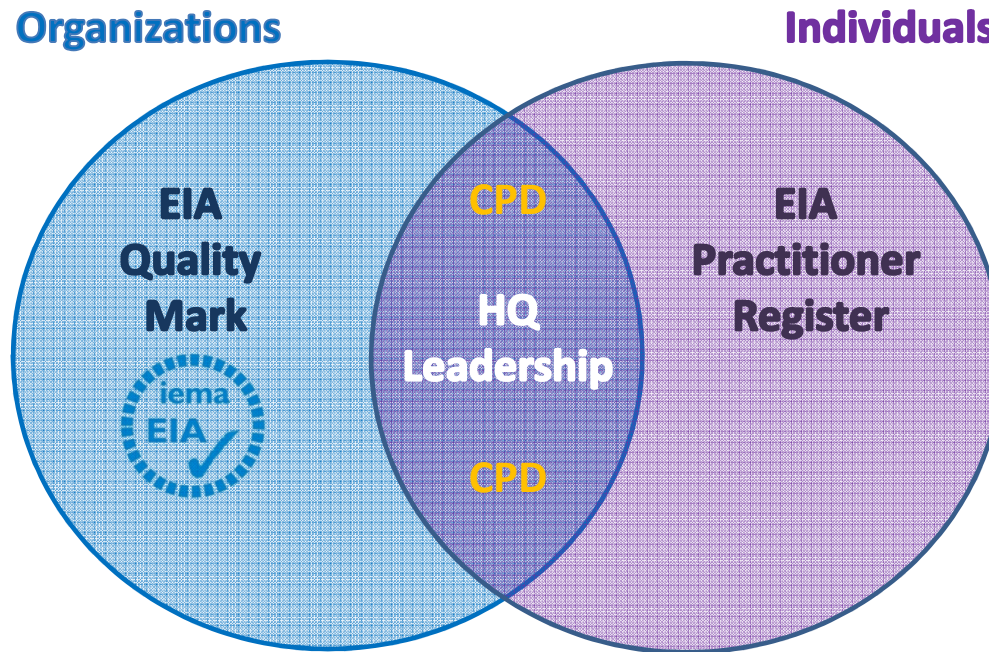 Organizations
Individuals
EIA
Quality
Mark
iema
EIA
CPD
HQ
Leadership
CPD
EIA
Practitioner
Register